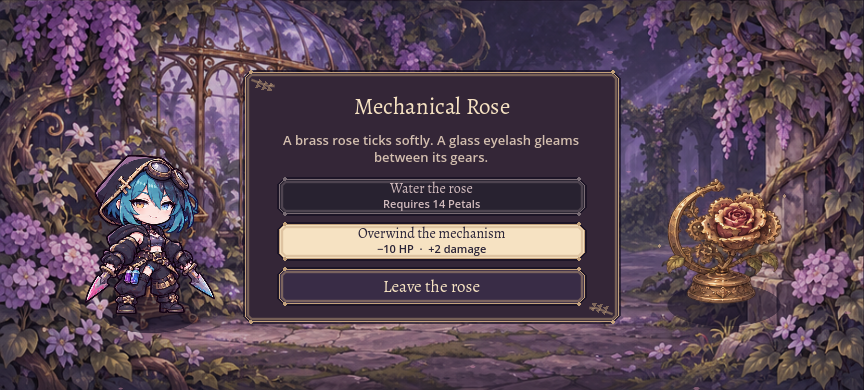 Mechanical Rose
A brass rose ticks softly. A glass eyelash gleams
between its gears.
Water the rose
Requires 14 Petals
Overwind the mechanism
−10 HP · +2 damage
Leave the rose